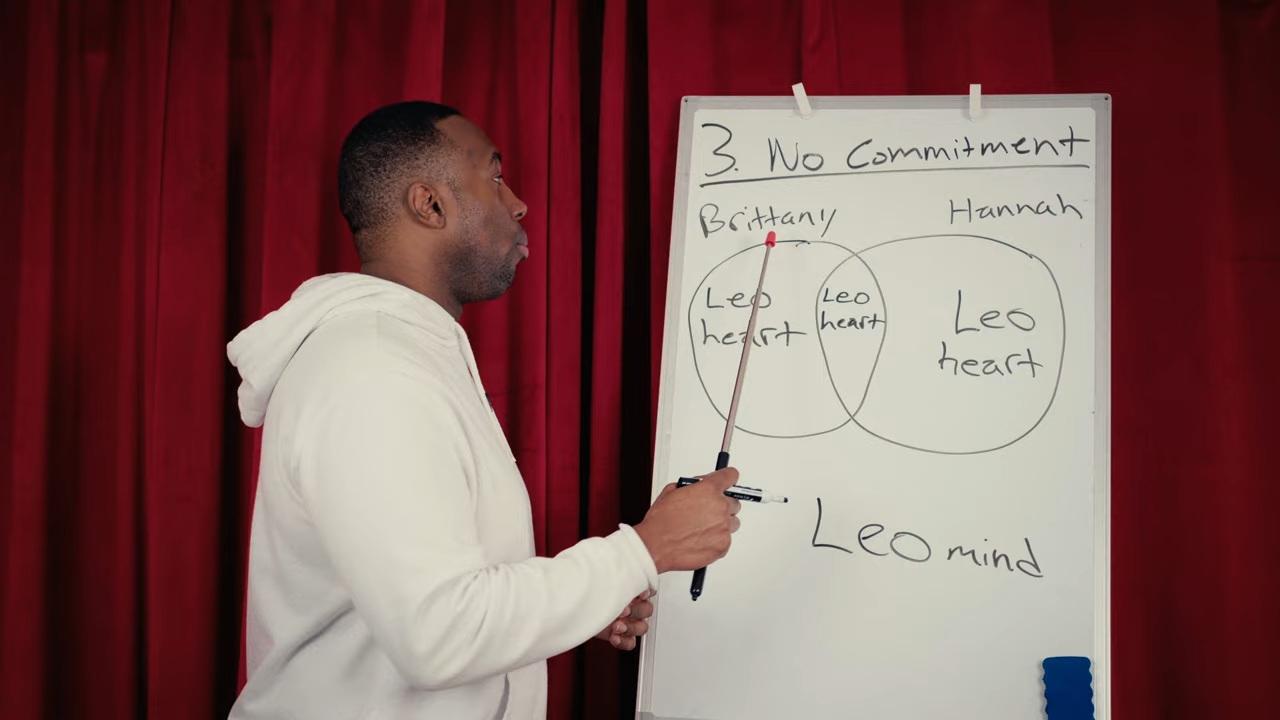 3. No Commitment
Brittany
Hannah
Leo
heart
Leo
heart
Leo
heart
Leo mind